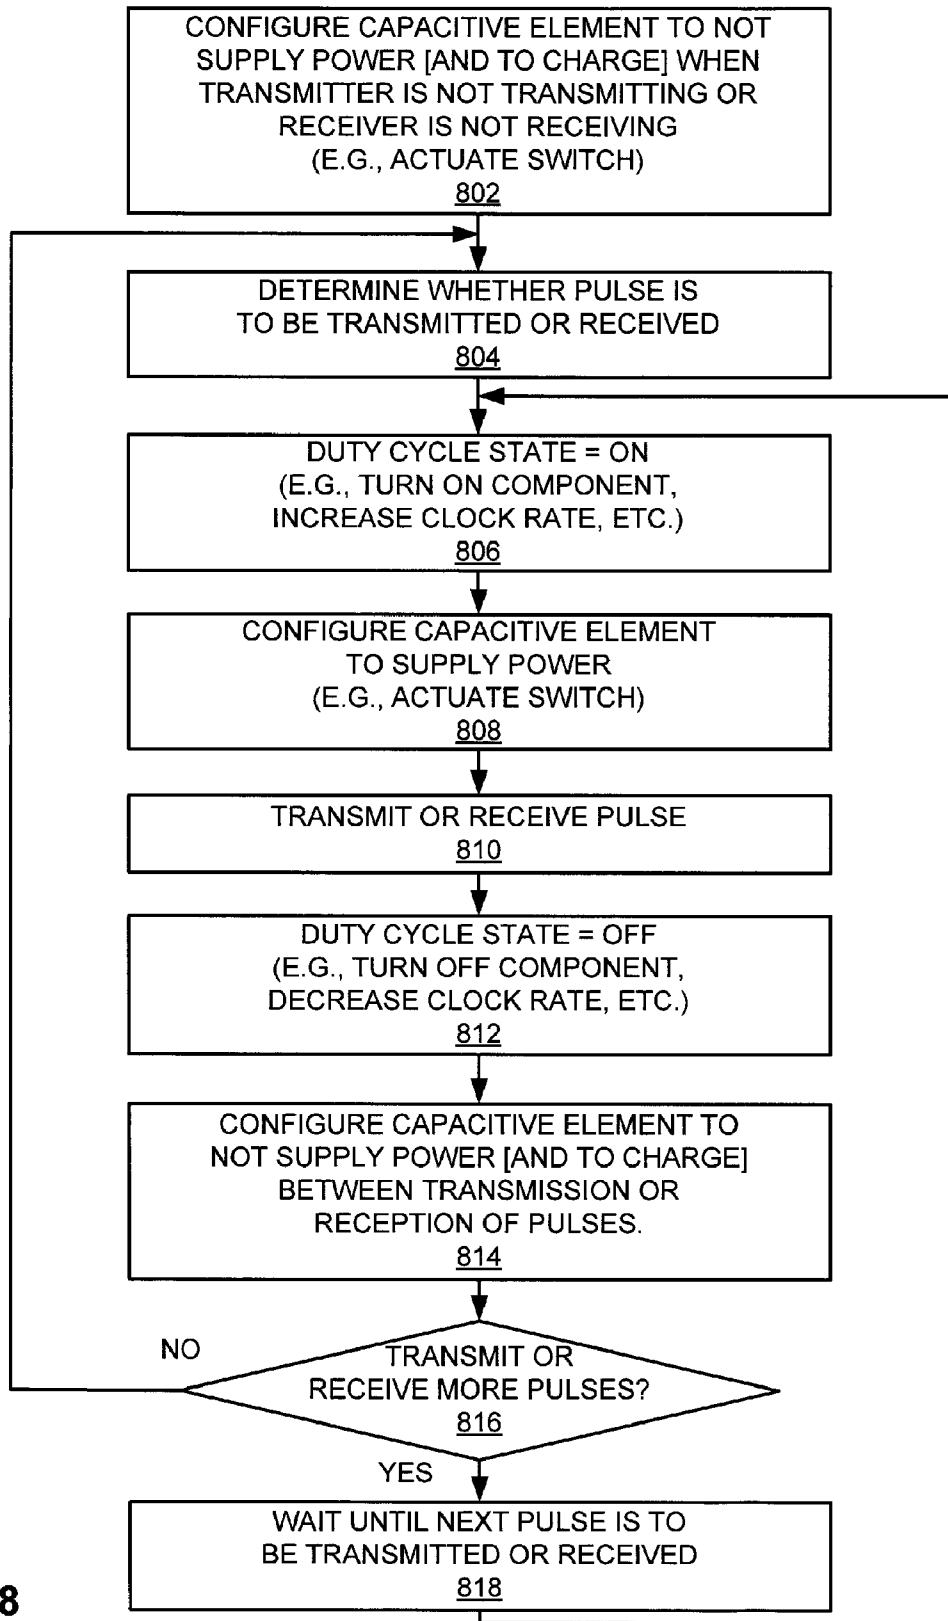 CONFIGURE CAPACITIVE ELEMENT TO NOT
SUPPLY POWER [AND TO CHARGE] WHEN
TRANSMITTER IS NOT TRANSMITTING OR
RECEIVER IS NOT RECEIVING
(E.G., ACTUATE SWITCH)
802
DETERMINE WHETHER PULSE IS
TO BE TRANSMITTED OR RECEIVED
804
DUTY CYCLE STATE = ON
(E.G., TURN ON COMPONENT,
INCREASE CLOCK RATE, ETC.)
806
CONFIGURE CAPACITIVE ELEMENT
TO SUPPLY POWER
(E.G., ACTUATE SWITCH)
808
TRANSMIT OR RECEIVE PULSE
810
DUTY CYCLE STATE = OFF
(E.G., TURN OFF COMPONENT,
DECREASE CLOCK RATE, ETC.)
812
CONFIGURE CAPACITIVE ELEMENT TO
NOT SUPPLY POWER [AND TO CHARGE]
BETWEEN TRANSMISSION OR
RECEPTION OF PULSES.
814
NO
TRANSMIT OR
RECEIVE MORE PULSES?
816
YES
WAIT UNTIL NEXT PULSE IS TO
BE TRANSMITTED OR RECEIVED
818
8